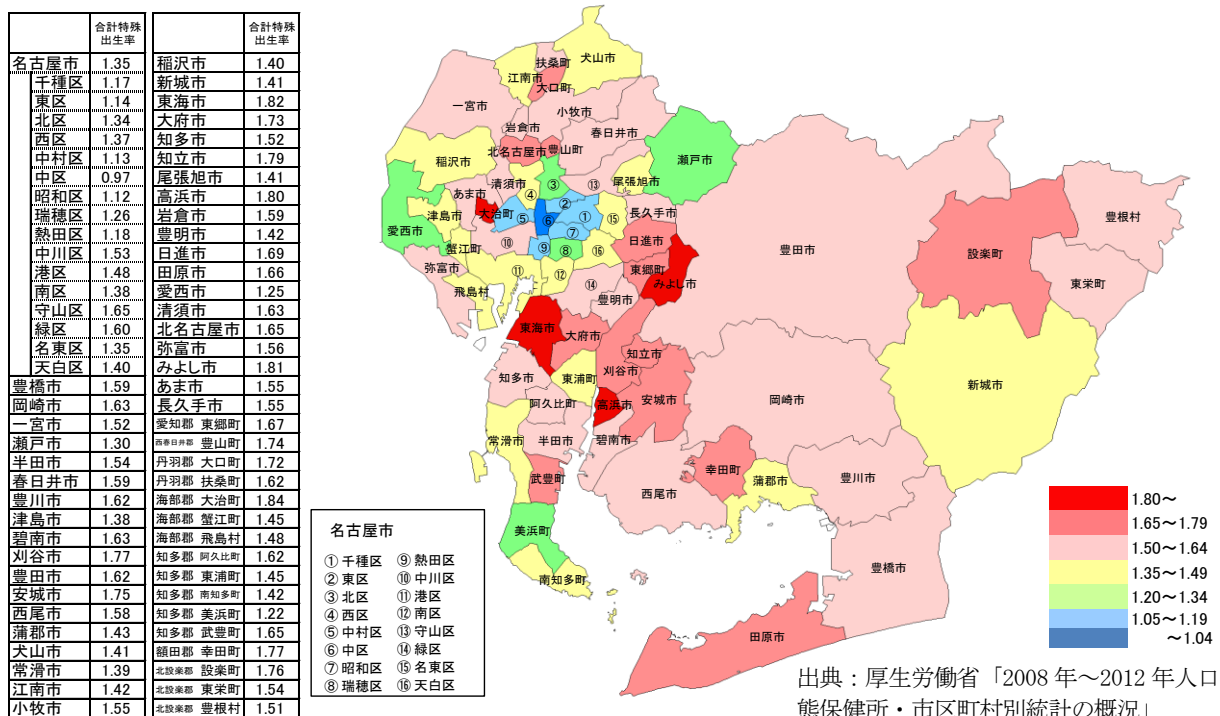 合計特殊出生率
名古屋市 1.35
千種区 1.17
東区 1.14
北区 1.34
西区 1.37
中村区 1.13
中区 0.97
昭和区 1.12
瑞穂区 1.26
熱田区 1.18
中川区 1.53
港区 1.48
南区 1.38
守山区 1.65
緑区 1.60
名東区 1.35
天白区 1.40
豊橋市 1.59
岡崎市 1.63
一宮市 1.52
瀬戸市 1.30
半田市 1.54
春日井市 1.59
豊川市 1.62
津島市 1.38
碧南市 1.63
刈谷市 1.77
豊田市 1.62
安城市 1.75
西尾市 1.58
蒲郡市 1.43
犬山市 1.41
常滑市 1.39
江南市 1.42
小牧市 1.55
合計特殊出生率
稲沢市 1.40
新城市 1.41
東海市 1.82
大府市 1.73
知多市 1.52
知立市 1.79
尾張旭市 1.41
高浜市 1.80
岩倉市 1.59
豊明市 1.42
日進市 1.69
田原市 1.66
愛西市 1.25
清須市 1.63
北名古屋市 1.65
弥富市 1.56
みよし市 1.81
あま市 1.55
長久手市 1.55
愛知郡 東郷町 1.67
西春日井郡 豊山町 1.74
丹羽郡 大口町 1.72
丹羽郡 扶桑町 1.62
海部郡 大治町 1.84
海部郡 蟹江町 1.45
海部郡 飛島村 1.48
知多郡 阿久比町 1.62
知多郡 東浦町 1.45
知多郡 南知多町 1.42
知多郡 美浜町 1.22
知多郡 武豊町 1.65
額田郡 幸田町 1.77
北設楽郡 設楽町 1.76
北設楽郡 東栄町 1.54
北設楽郡 豊根村 1.51
犬山市
扶桑町
江南市
大口町
一宮市
小牧市
岩倉市
春日井市
北名古屋市
豊山町
瀬戸市
稲沢市
清須市
③
⑬
尾張旭市
あま市
④
②
津島市
大治町
⑤
⑥
①
⑮
長久手市
豊根村
愛西市
⑦
日進市
豊田市
設楽町
蟹江町
⑩
⑨
⑧
⑯
東郷町
弥富市
⑪
⑫
⑭
みよし市
東栄町
飛島村
豊明市
東海市
大府市
知立市
知多市
東浦町
刈谷市
新城市
阿久比町
高浜市
安城市
岡崎市
常滑市
半田市
碧南市
武豊町
西尾市
幸田町
蒲郡市
豊川市
美浜町
南知多町
豊橋市
田原市
名古屋市
① 千種区 ⑨ 熱田区
② 東区 ⑩ 中川区
③ 北区 ⑪ 港区
④ 西区 ⑫ 南区
⑤ 中村区 ⑬ 守山区
⑥ 中区 ⑭ 緑区
⑦ 昭和区 ⑮ 名東区
⑧ 瑞穂区 ⑯ 天白区
1.80～
1.65～1.79
1.50～1.64
1.35～1.49
1.20～1.34
1.05～1.19
～1.04
出典：厚生労働省「2008 年～2012 年人口
態保健所・市区町村別統計の概況」